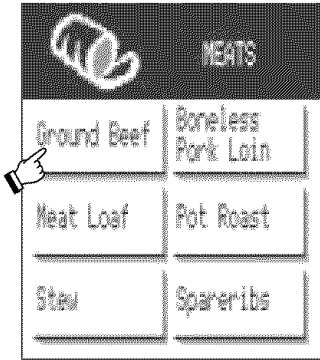 MEATS
Ground Beef
Boneless
Pork Loin
Meat Loaf
Pot Roast
Stew
Spareribs